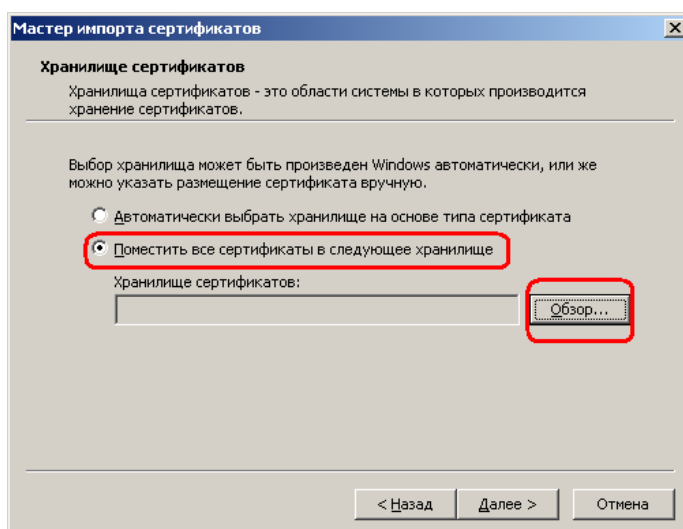 Мастер импорта сертификатов
Хранилище сертификатов
Хранилища сертификатов - это области системы в которых производится
хранение сертификатов.
Выбор хранилища может быть произведен Windows автоматически, или же
можно указать размещение сертификата вручную.
Автоматически выбрать хранилище на основе типа сертификата
Поместить все сертификаты в следующее хранилище
Хранилище сертификатов:
Обзор...
< Назад Далее > Отмена